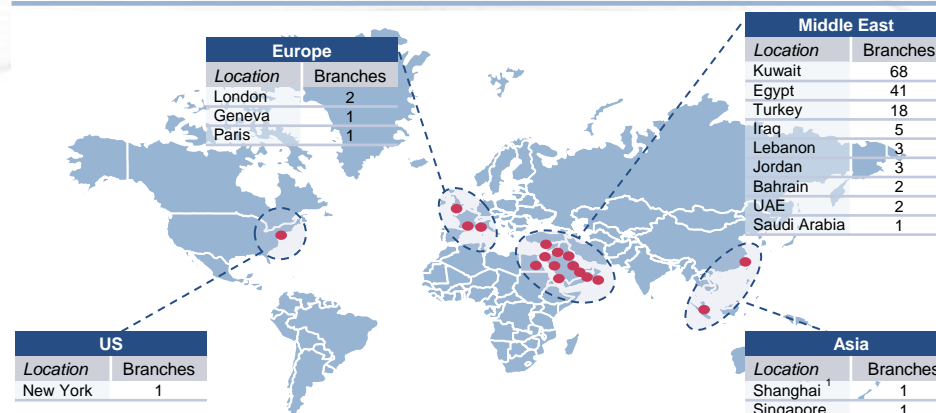 Middle East
Location Branches
Kuwait 68
Egypt 41
Turkey 18
Iraq 5
Lebanon 3
Jordan 3
Bahrain 2
UAE 2
Saudi Arabia 1
Europe
Location Branches
London 2
Geneva 1
Paris 1
US
Location Branches
New York 1
Asia
Location Branches
Shanghai 1 1
Singapore 1